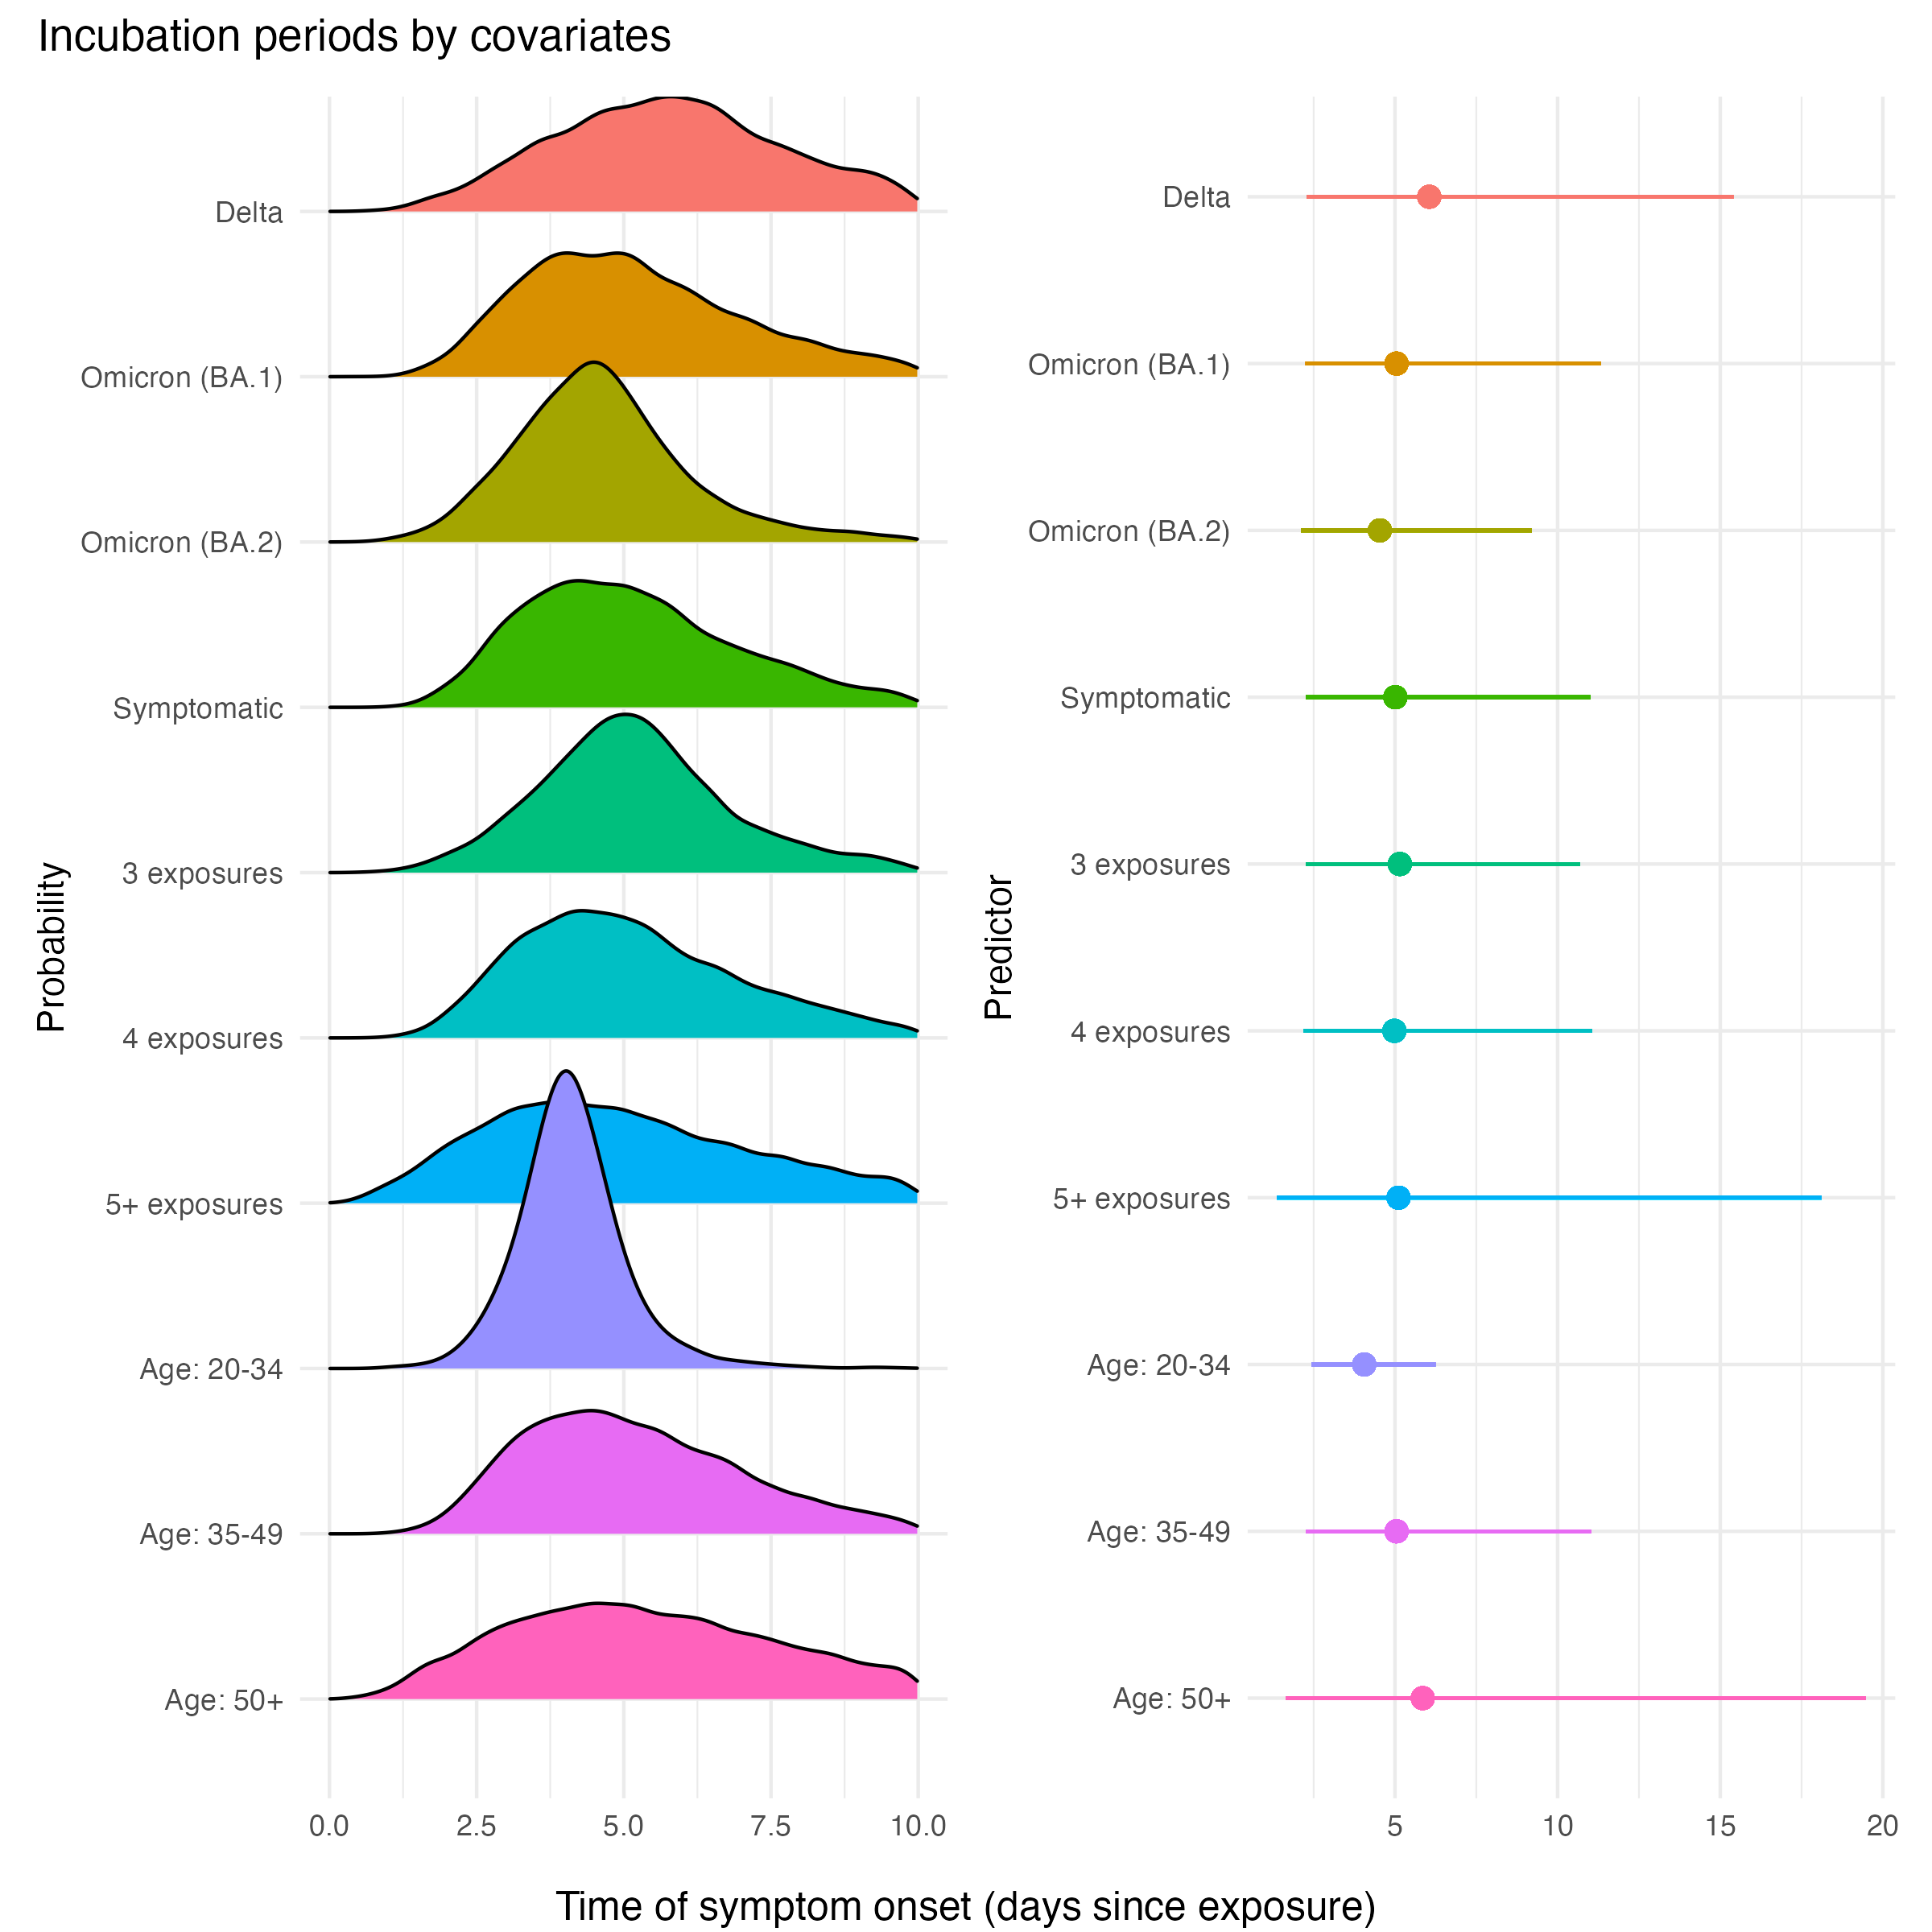 Incubation periods by covariates
Probability
Delta
Omicron (BA.1)
Omicron (BA.2)
Symptomatic
3 exposures
4 exposures
5+ exposures
Age: 20-34
Age: 35-49
Age: 50+
0.0 2.5 5.0 7.5 10.0
Predictor
Delta
Omicron (BA.1)
Omicron (BA.2)
Symptomatic
3 exposures
4 exposures
5+ exposures
Age: 20-34
Age: 35-49
Age: 50+
5 10 15 20
Time of symptom onset (days since exposure)